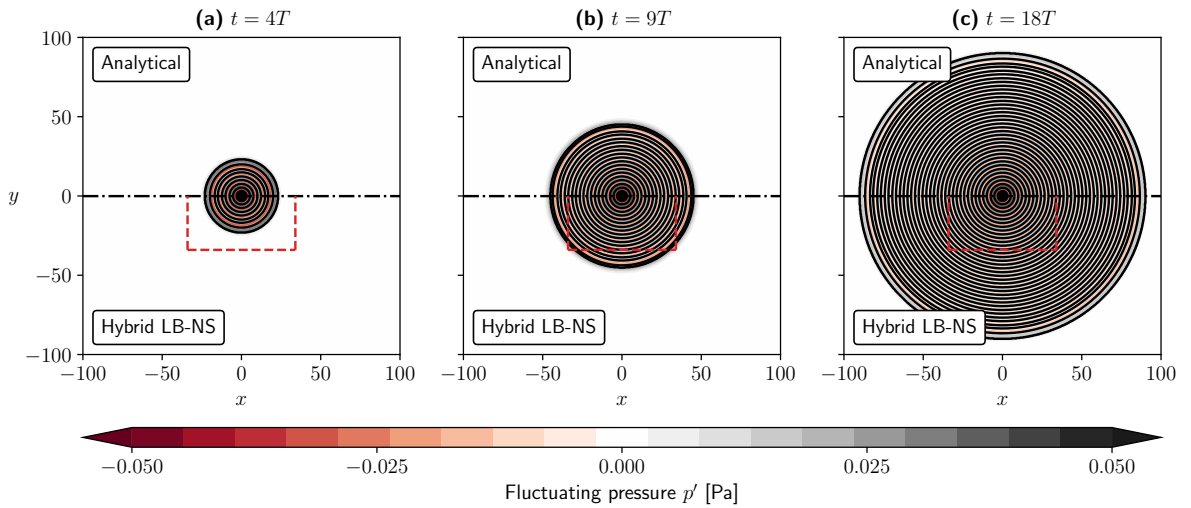 (a) t = 4T
(b) t = 9T
(c) t = 18T
100
50
0
−50
−100
y
Analytical
Hybrid LB-NS
Analytical
Hybrid LB-NS
Analytical
Hybrid LB-NS
−100 −50 0 50 100
−100 −50 0 50 100
−100 −50 0 50 100
x
x
x
−0.050 −0.025 0.000 0.025 0.050
Fluctuating pressure p′ [Pa]